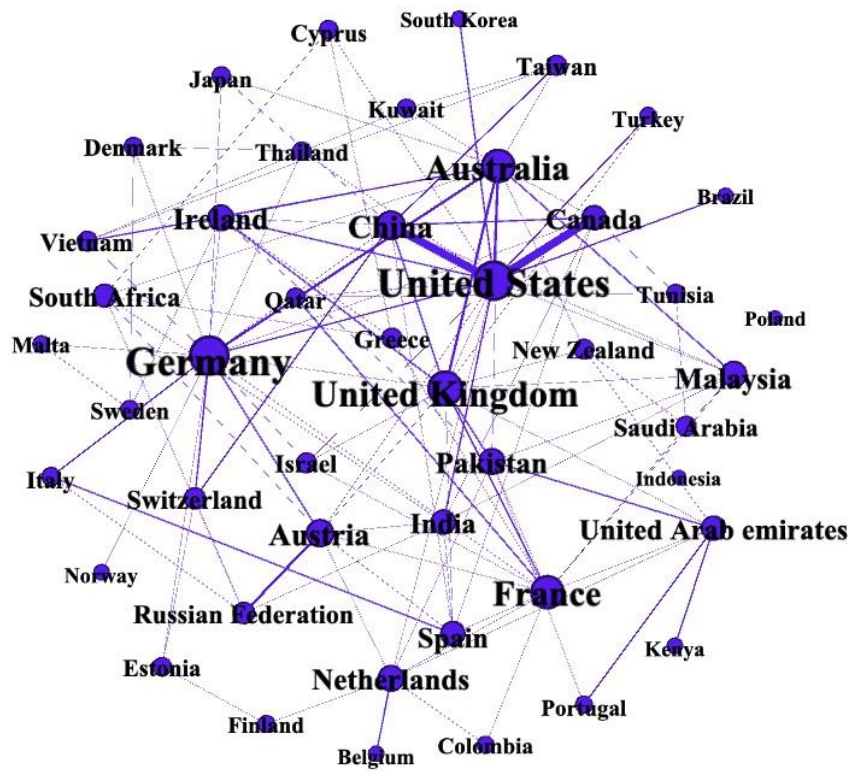 South Korea
Cyprus
Taiwan
Japan
Kuwait
Turkey
Denmark
Thailand
Australia
Brazil
Ireland
China
Canada
Vietnam
United States
South Africa
Qatar
Tunisia
Poland
Malta
Germany
Greece
New Zealand
Malaysia
United Kingdom
Sweden
Saudi Arabia
Italy
Israel
Pakistan
Indonesia
Switzerland
India
United Arab emirates
Austria
Norway
France
Russian Federation
Spain
Kenya
Estonia
Netherlands
Portugal
Finland
Belgium
Colombia